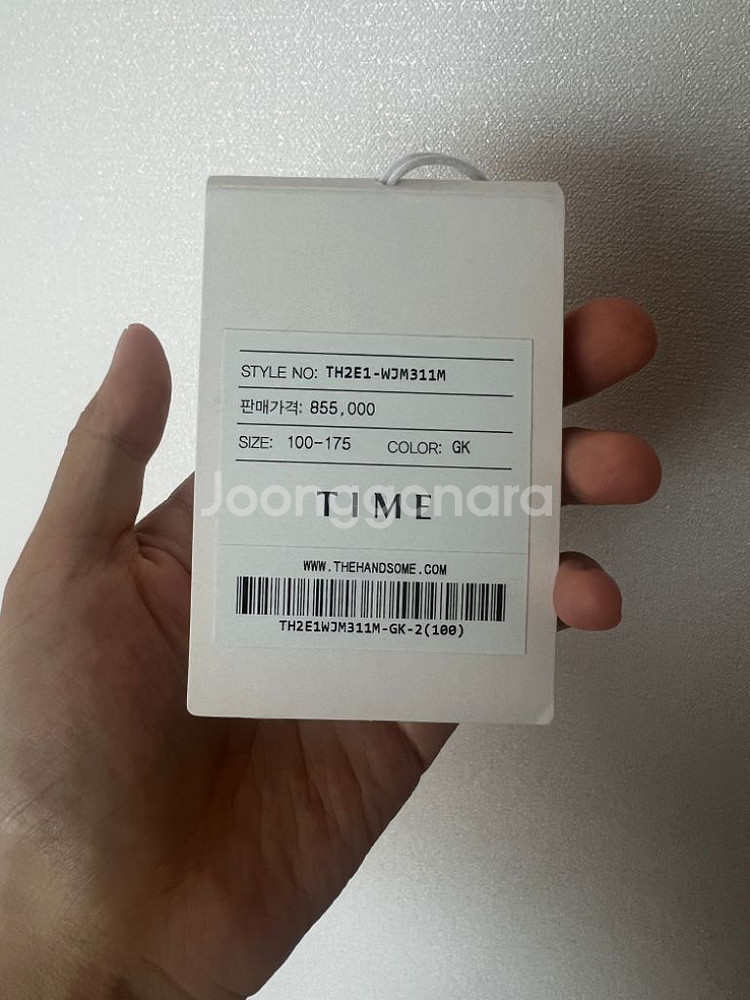 STYLE NO: TH2E1-WJM311M
판매가격: 855,000
SIZE: 100-175 COLOR: GK
Joonggonara
TIME
WWW.THEHANDSOME.COM
TH2E1WJM311M-GK-2(100)